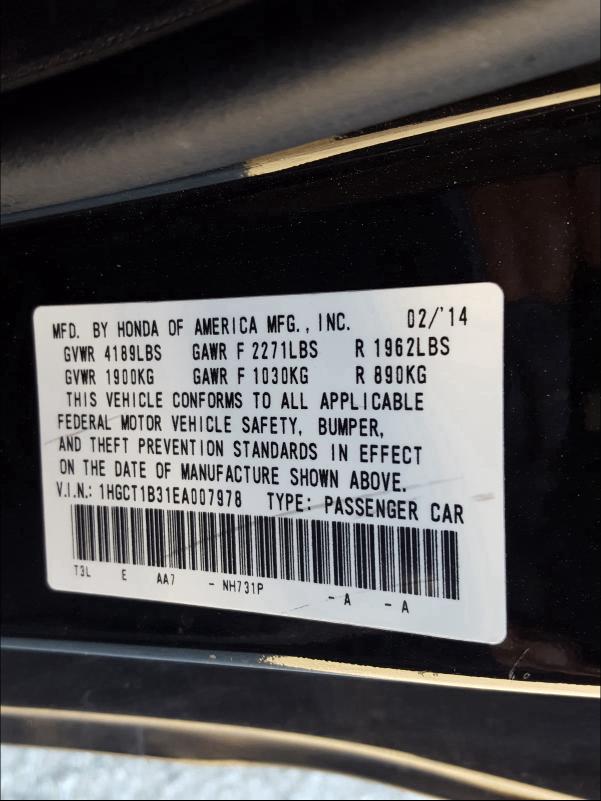 MFD. BY HONDA OF AMERICA MFG., INC. 02/'14
GVWR 4189LBS GAWR F 2271LBS R 1962LBS
GVWR 1900KG GAWR F 1030KG R 890KG
THIS VEHICLE CONFORMS TO ALL APPLICABLE
FEDERAL MOTOR VEHICLE SAFETY, BUMPER,
AND THEFT PREVENTION STANDARDS IN EFFECT
ON THE DATE OF MANUFACTURE SHOWN ABOVE.
V.I.N.: 1HGCT1B31EA007978 TYPE: PASSENGER CAR
T3L E AA7 - NH731P - A - A